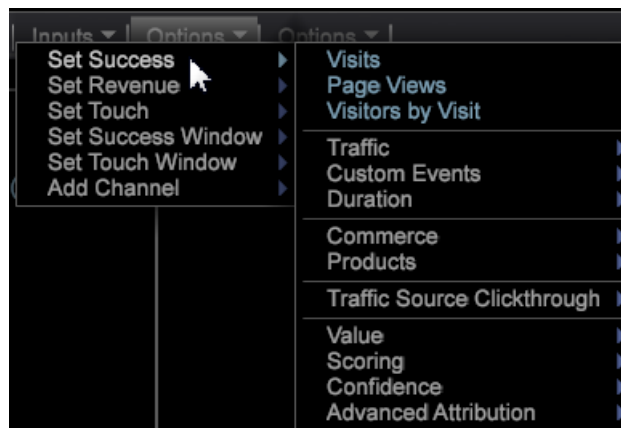 Inputs Options Options
Set Success
Set Revenue
Set Touch
Set Success Window
Set Touch Window
Add Channel
Visits
Page Views
Visitors by Visit
Traffic
Custom Events
Duration
Commerce
Products
Traffic Source Clickthrough
Value
Scoring
Confidence
Advanced Attribution